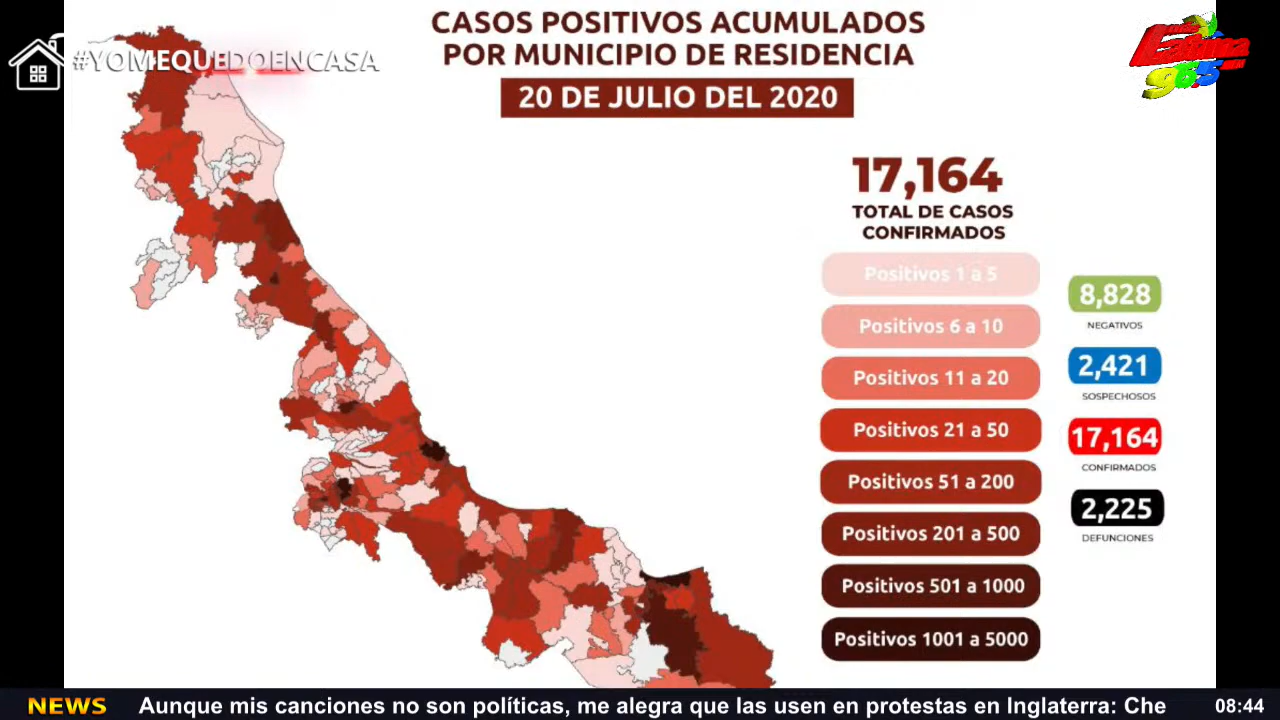 CASOS POSITIVOS ACUMULADOS
POR MUNICIPIO DE RESIDENCIA
20 DE JULIO DEL 2020
#YOMEQUEDOENCASA
Latina
96.5
17,164
TOTAL DE CASOS
CONFIRMADOS
Positivos 1 a 5
Positivos 6 a 10
Positivos 11 a 20
Positivos 21 a 50
Positivos 51 a 200
Positivos 201 a 500
Positivos 501 a 1000
Positivos 1001 a 5000
8,828
NEGATIVOS
2,421
SOSPECHOSOS
17,164
CONFIRMADOS
2,225
DEFUNCIONES
NEWS Aunque mis canciones no son políticas, me alegra que las usen en protestas en Inglaterra: Che 08:44